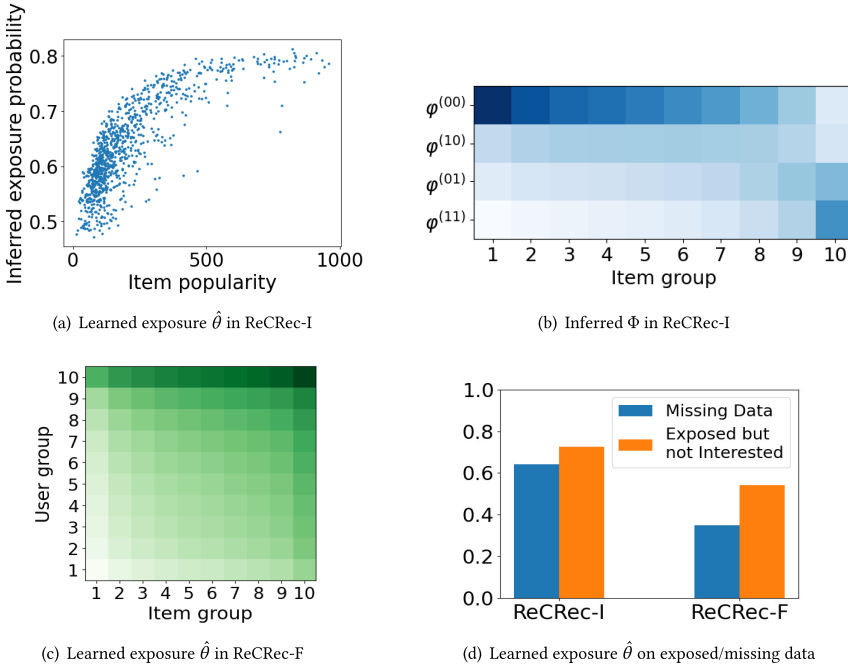 Inferred exposure probability
0.8
0.7
0.6
0.5
0 500 1000
Item popularity
(a) Learned exposure θ̂ in ReCRec-I
φ(00)
φ(10)
φ(01)
φ(11)
1 2 3 4 5 6 7 8 9 10
Item group
(b) Inferred Φ in ReCRec-I
User group
10
9
8
7
6
5
4
3
2
1
1 2 3 4 5 6 7 8 9 10
Item group
(c) Learned exposure θ̂ in ReCRec-F
1.0
0.8
0.6
0.4
0.2
0.0
Missing Data
Exposed but
not Interested
ReCRec-I ReCRec-F
(d) Learned exposure θ̂ on exposed/missing data